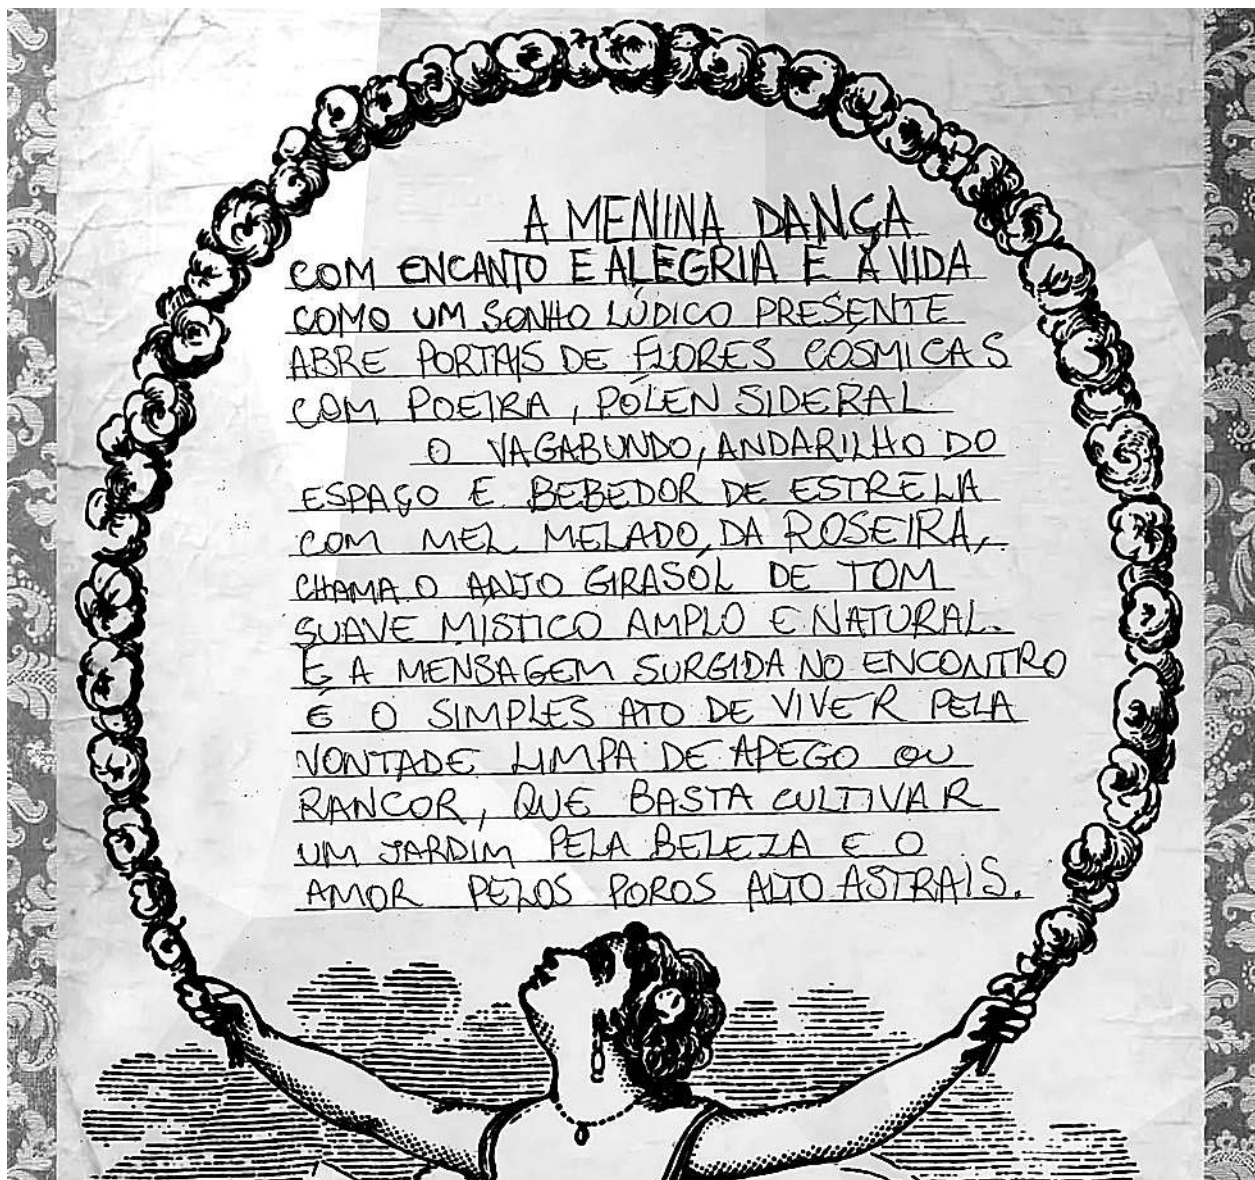 A MENINA DANÇA
COM ENCANTO E ALEGRIA E À VIDA
COMO UM SONHO LÚDICO PRESENTE
ABRE PORTAIS DE FLORES CÓSMICAS
COM POEIRA, PÓLEN SIDERAL.
O VAGABUNDO, ANDARILHO DO
ESPAÇO E BEBEDOR DE ESTRELA
COM MEL MELADO, DA ROSEIRA,
CHAMA O ANJO GIRASÓL DE TOM
SUAVE MISTICO AMPLO E NATURAL.
E A MENSAGEM SURGIDA NO ENCONTRO
É O SIMPLES ATO DE VIVER PELA
VONTADE LIMPA DE APEGO OU
RANCOR, QUE BASTA CULTIVAR
UM JARDIM PELA BELEZA E O
AMOR PELOS POROS ALTO ASTRAIS.